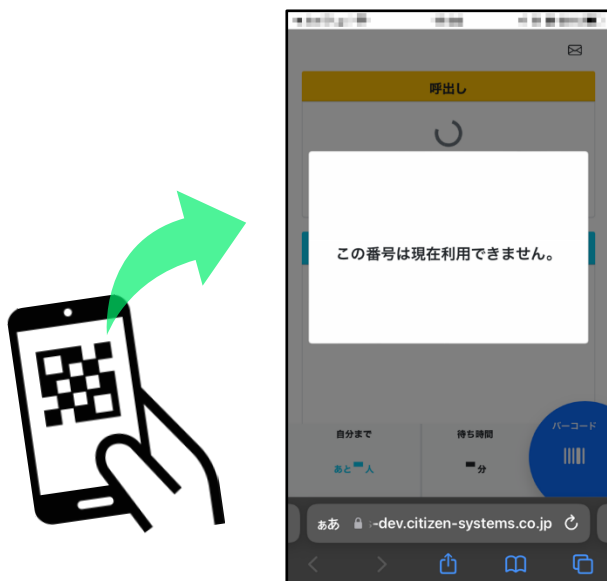 呼出し
この番号は現在利用できません。
自分まで
待ち時間
バーコード
あと
人
分
ぁあ
-dev.citizen-systems.co.jp